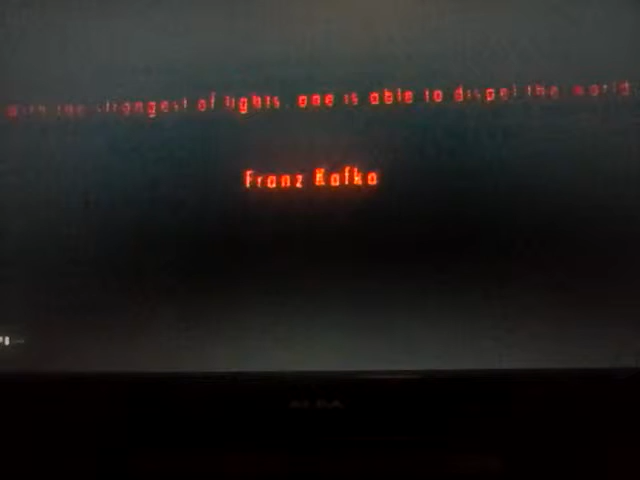 with the strongest of lights, one is able to dispel the world
Franz Kafka